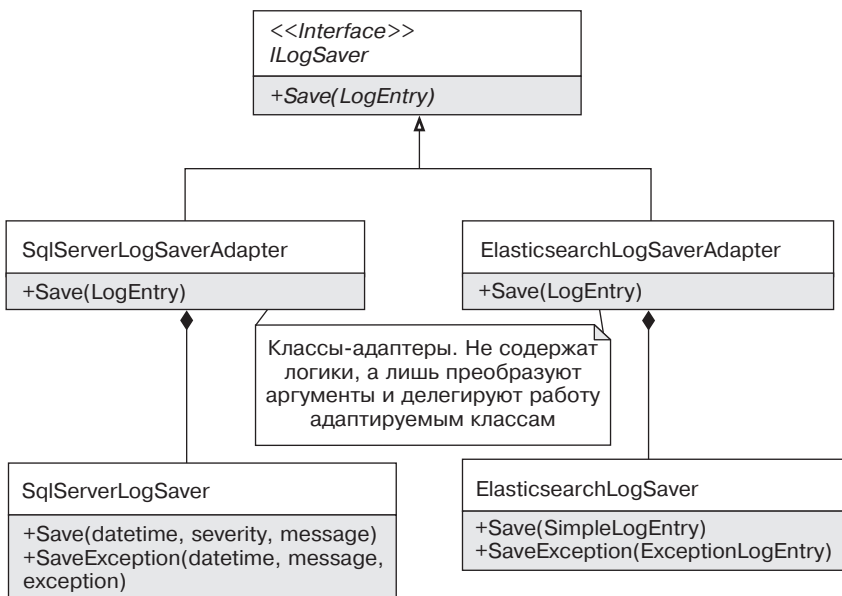 <<Interface>>
ILogSaver
+Save(LogEntry)
SqlServerLogSaverAdapter
+Save(LogEntry)
ElasticsearchLogSaverAdapter
+Save(LogEntry)
Классы-адаптеры. Не содержат
логики, а лишь преобразуют
аргументы и делегируют работу
адаптируемым классам
SqlServerLogSaver
+Save(datetime, severity, message)
+SaveException(datetime, message,
exception)
ElasticsearchLogSaver
+Save(SimpleLogEntry)
+SaveException(ExceptionLogEntry)